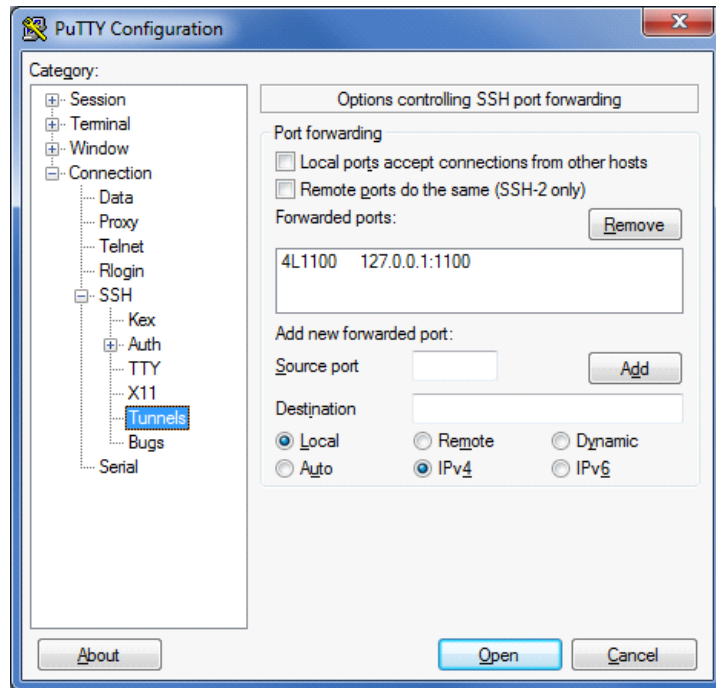 PuTTY Configuration
Category:
Session
Terminal
Window
Connection
Data
Proxy
Telnet
Rlogin
SSH
Kex
Auth
TTY
X11
Tunnels
Bugs
Serial
Options controlling SSH port forwarding
Port forwarding
Local ports accept connections from other hosts
Remote ports do the same (SSH-2 only)
Forwarded ports:
Remove
4L1100 127.0.0.1:1100
Add new forwarded port:
Source port
Add
Destination
Local Remote Dynamic
Auto IPv4 IPv6
About
Open
Cancel